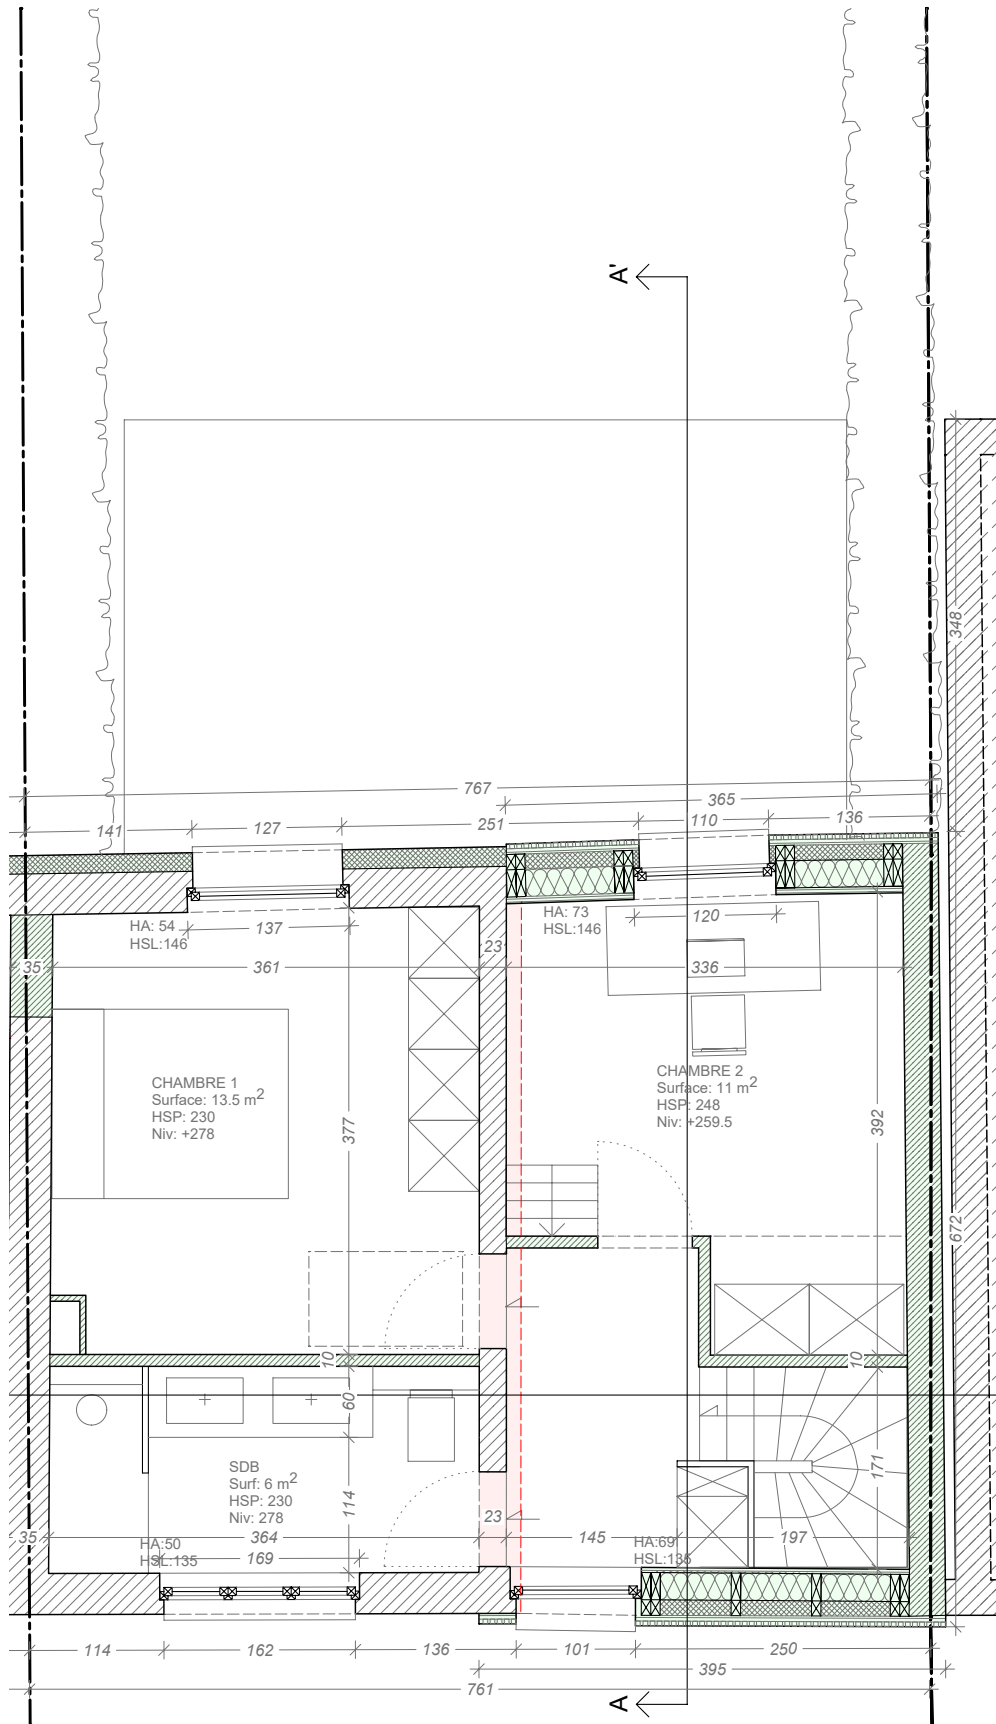 A'
348
767
365
141
127
251
110
136
HA: 54
HSL:146
137
HA: 73
HSL:146
120
35
361
23
336
CHAMBRE 1
Surface: 13.5 m²
HSP: 230
Niv: +278
CHAMBRE 2
Surface: 11 m²
HSP: 248
Niv: +259.5
377
392
672
10
10
60
SDB
Surf: 6 m²
HSP: 230
Niv: 278
171
114
23
35
364
145
197
HA:50
HSL:135
169
HA:69
HSL:135
114
162
136
101
250
395
761
A